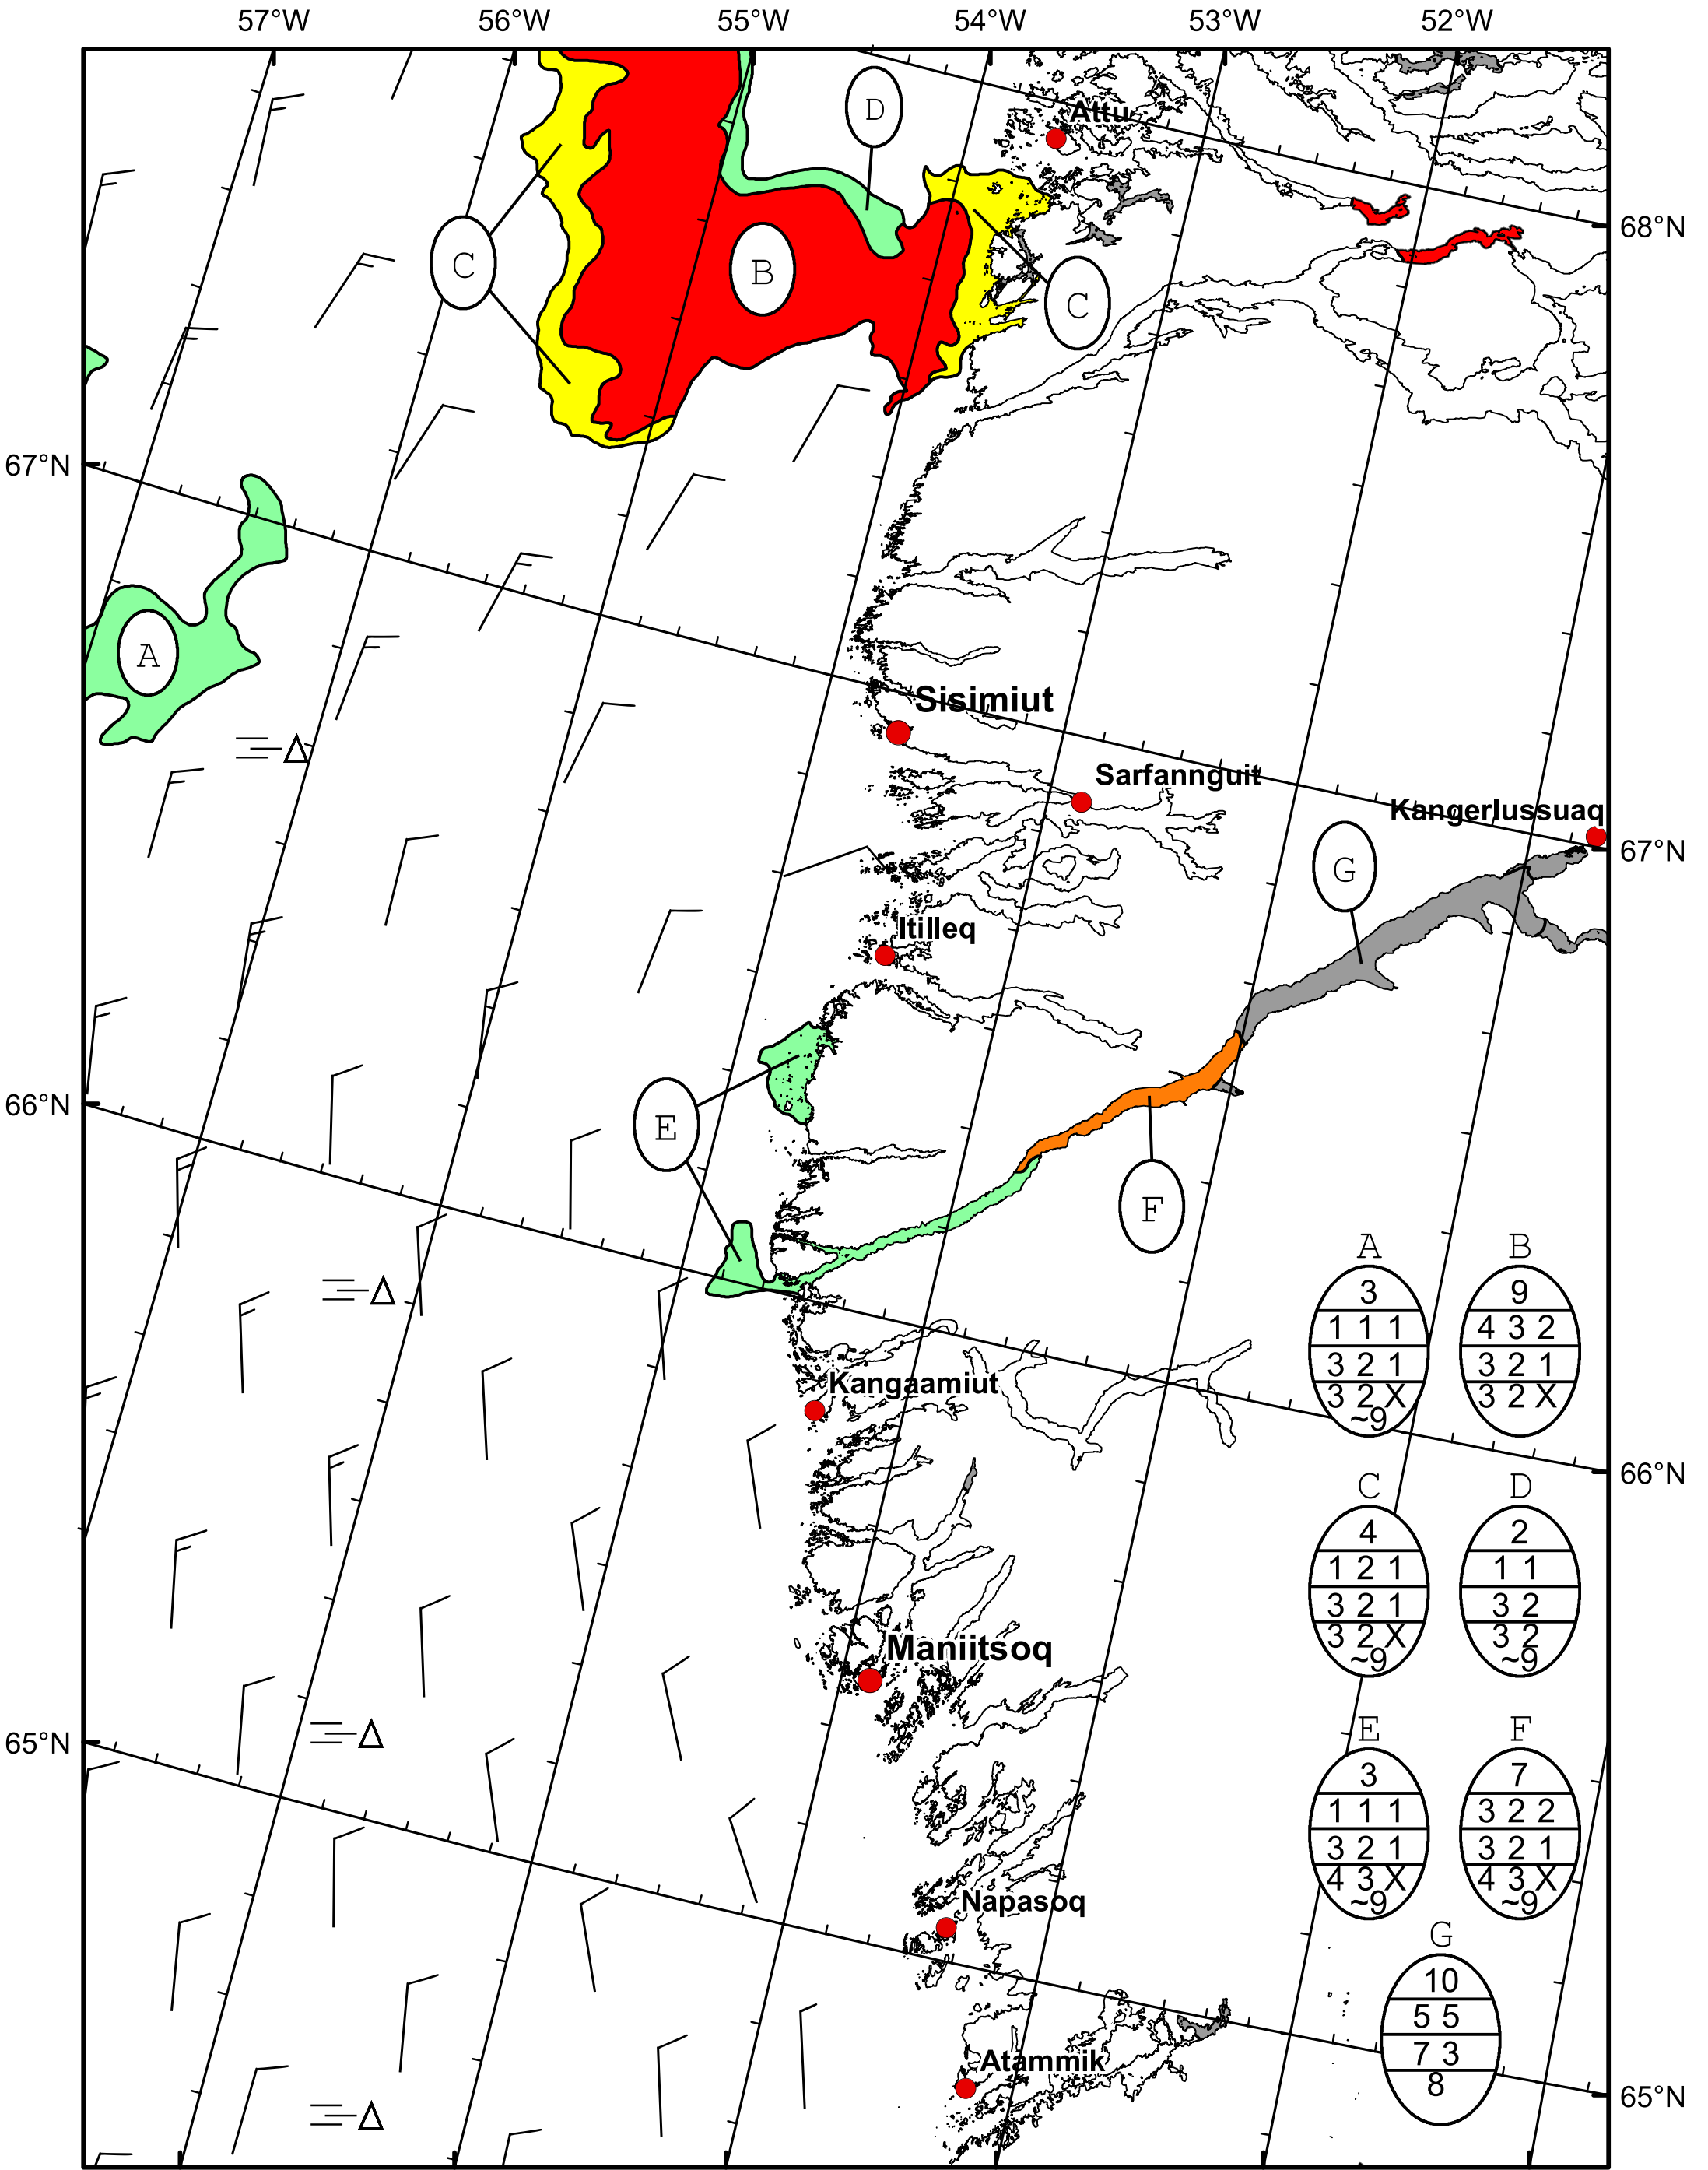 57°W 56°W 55°W 54°W 53°W 52°W
D
Attu
68°N
C
B
C
67°N
A
Sisimiut
Sarfannguit
Kangerlussuaq
67°N
G
Itilleq
66°N
E
F
A B
3 9
1 1 1 4 3 2
3 2 1 3 2 1
3 2 X 3 2 X
~9
Kangaamiut
66°N
C D
4 2
1 2 1 1 1
3 2 1 3 2
3 2 X 3 2
~9 ~9
Maniitsoq
65°N
E F
3 7
1 1 1 3 2 2
3 2 1 3 2 1
4 3 X 4 3 X
~9 ~9
Napasoq
G
10
5 5
7 3
8
Atammik
65°N